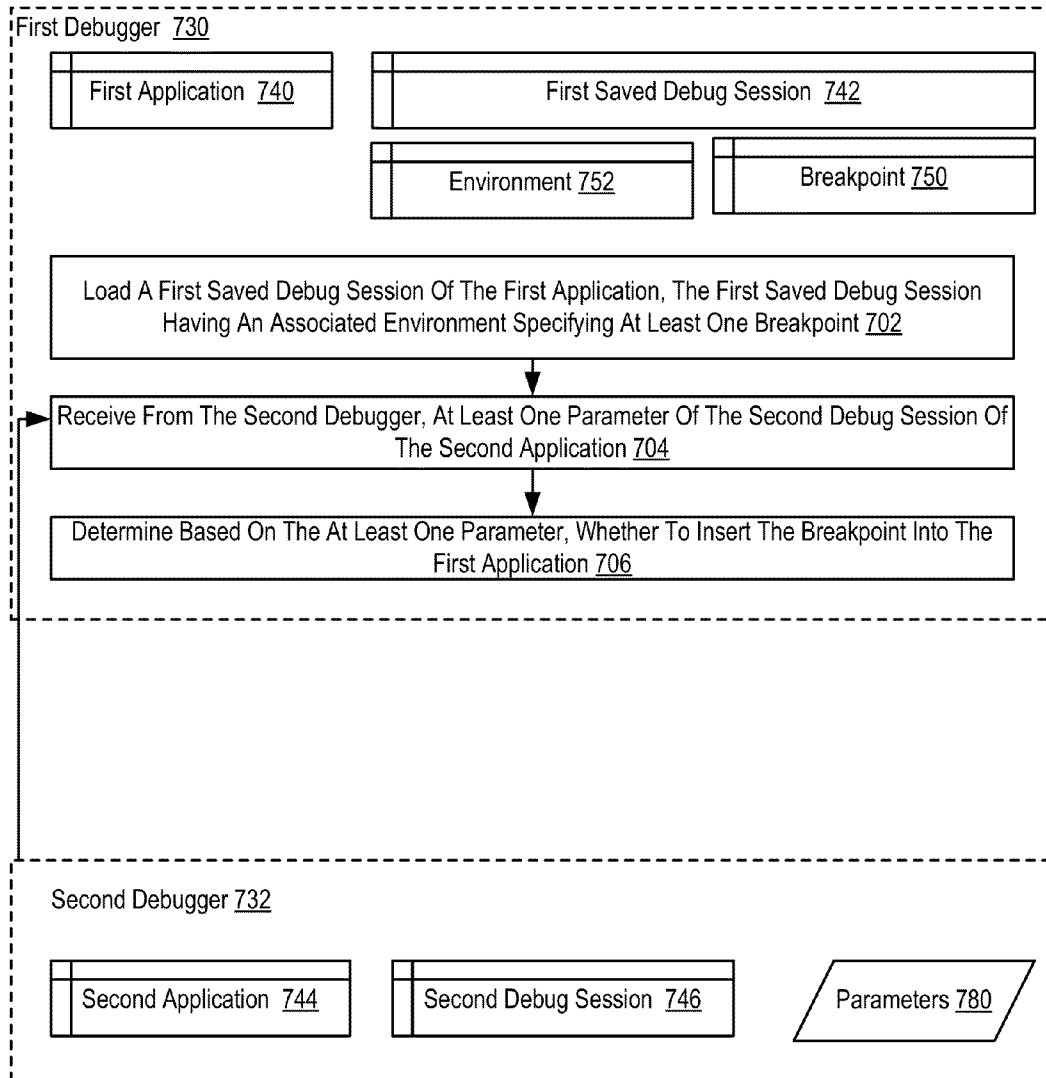 First Debugger 730
First Application 740
First Saved Debug Session 742
Environment 752
Breakpoint 750
Load A First Saved Debug Session Of The First Application, The First Saved Debug Session
Having An Associated Environment Specifying At Least One Breakpoint 702
Receive From The Second Debugger, At Least One Parameter Of The Second Debug Session Of
The Second Application 704
Determine Based On The At Least One Parameter, Whether To Insert The Breakpoint Into The
First Application 706
Second Debugger 732
Second Application 744
Second Debug Session 746
Parameters 780